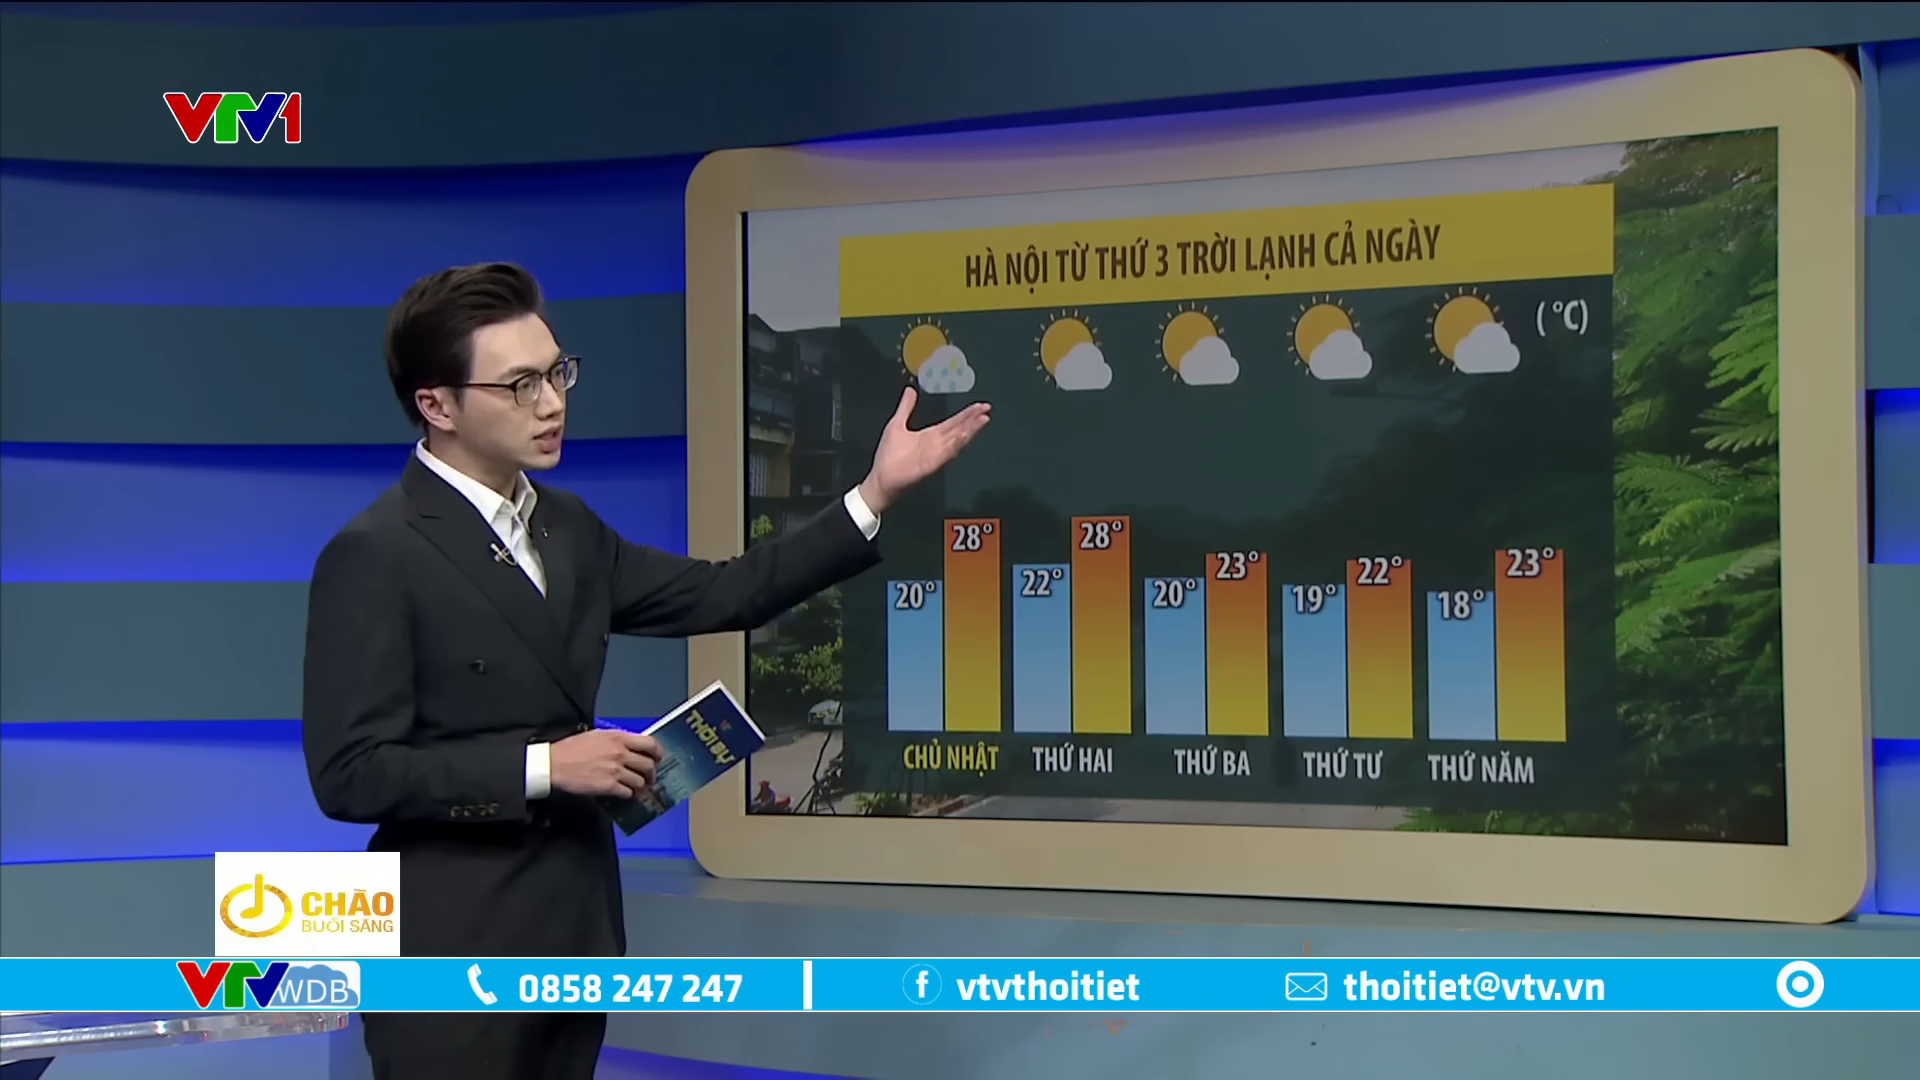 VTV1
HÀ NỘI TỪ THỨ 3 TRỜI LẠNH CẢ NGÀY
(°C)
20° 28° 22° 28° 20° 23° 19° 22° 18° 23°
CHỦ NHẬT THỨ HAI THỨ BA THỨ TƯ THỨ NĂM
THỜI SỰ
CHÀO
BUỔI SÁNG
VTV WDB 0858 247 247 vtvthoitiet thoitiet@vtv.vn